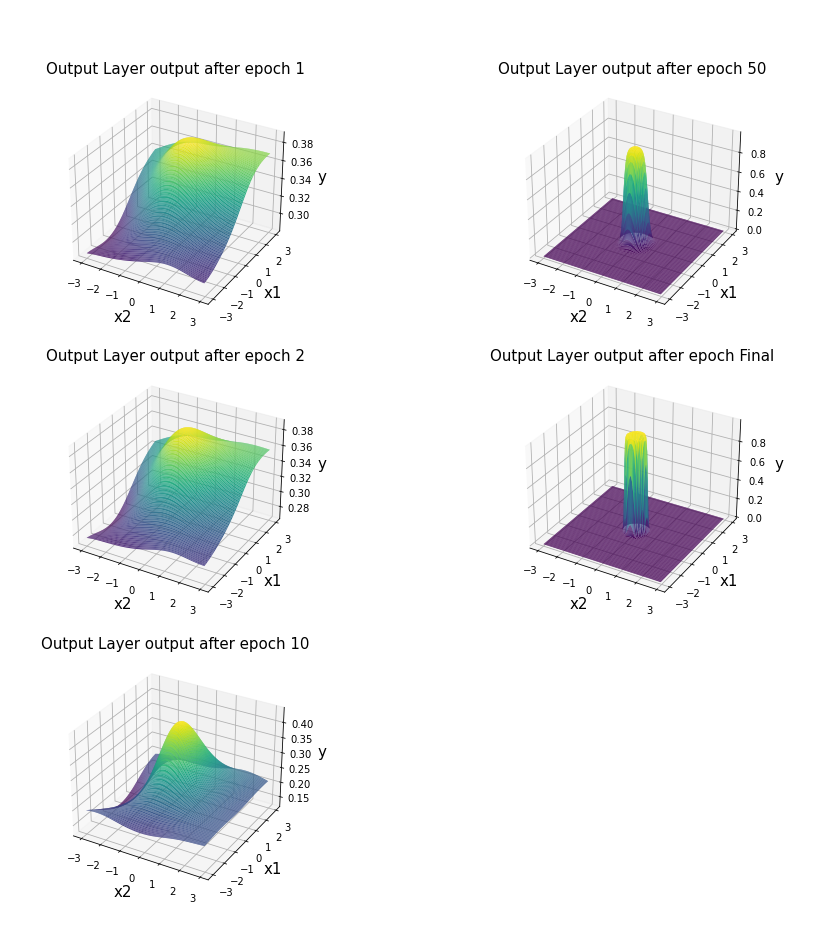 Output Layer output after epoch 1
0.38
0.36
0.34
0.32
0.30
y
−3 −2 −1 0 1 2 3
x2
−3 −2 −1 0 1 2 3
x1
Output Layer output after epoch 50
0.8
0.6
0.4
0.2
0.0
y
−3 −2 −1 0 1 2 3
x2
−3 −2 −1 0 1 2 3
x1
Output Layer output after epoch 2
0.38
0.36
0.34
0.32
0.30
0.28
y
−3 −2 −1 0 1 2 3
x2
−3 −2 −1 0 1 2 3
x1
Output Layer output after epoch Final
0.8
0.6
0.4
0.2
0.0
y
−3 −2 −1 0 1 2 3
x2
−3 −2 −1 0 1 2 3
x1
Output Layer output after epoch 10
0.40
0.35
0.30
0.25
0.20
0.15
y
−3 −2 −1 0 1 2 3
x2
−3 −2 −1 0 1 2 3
x1